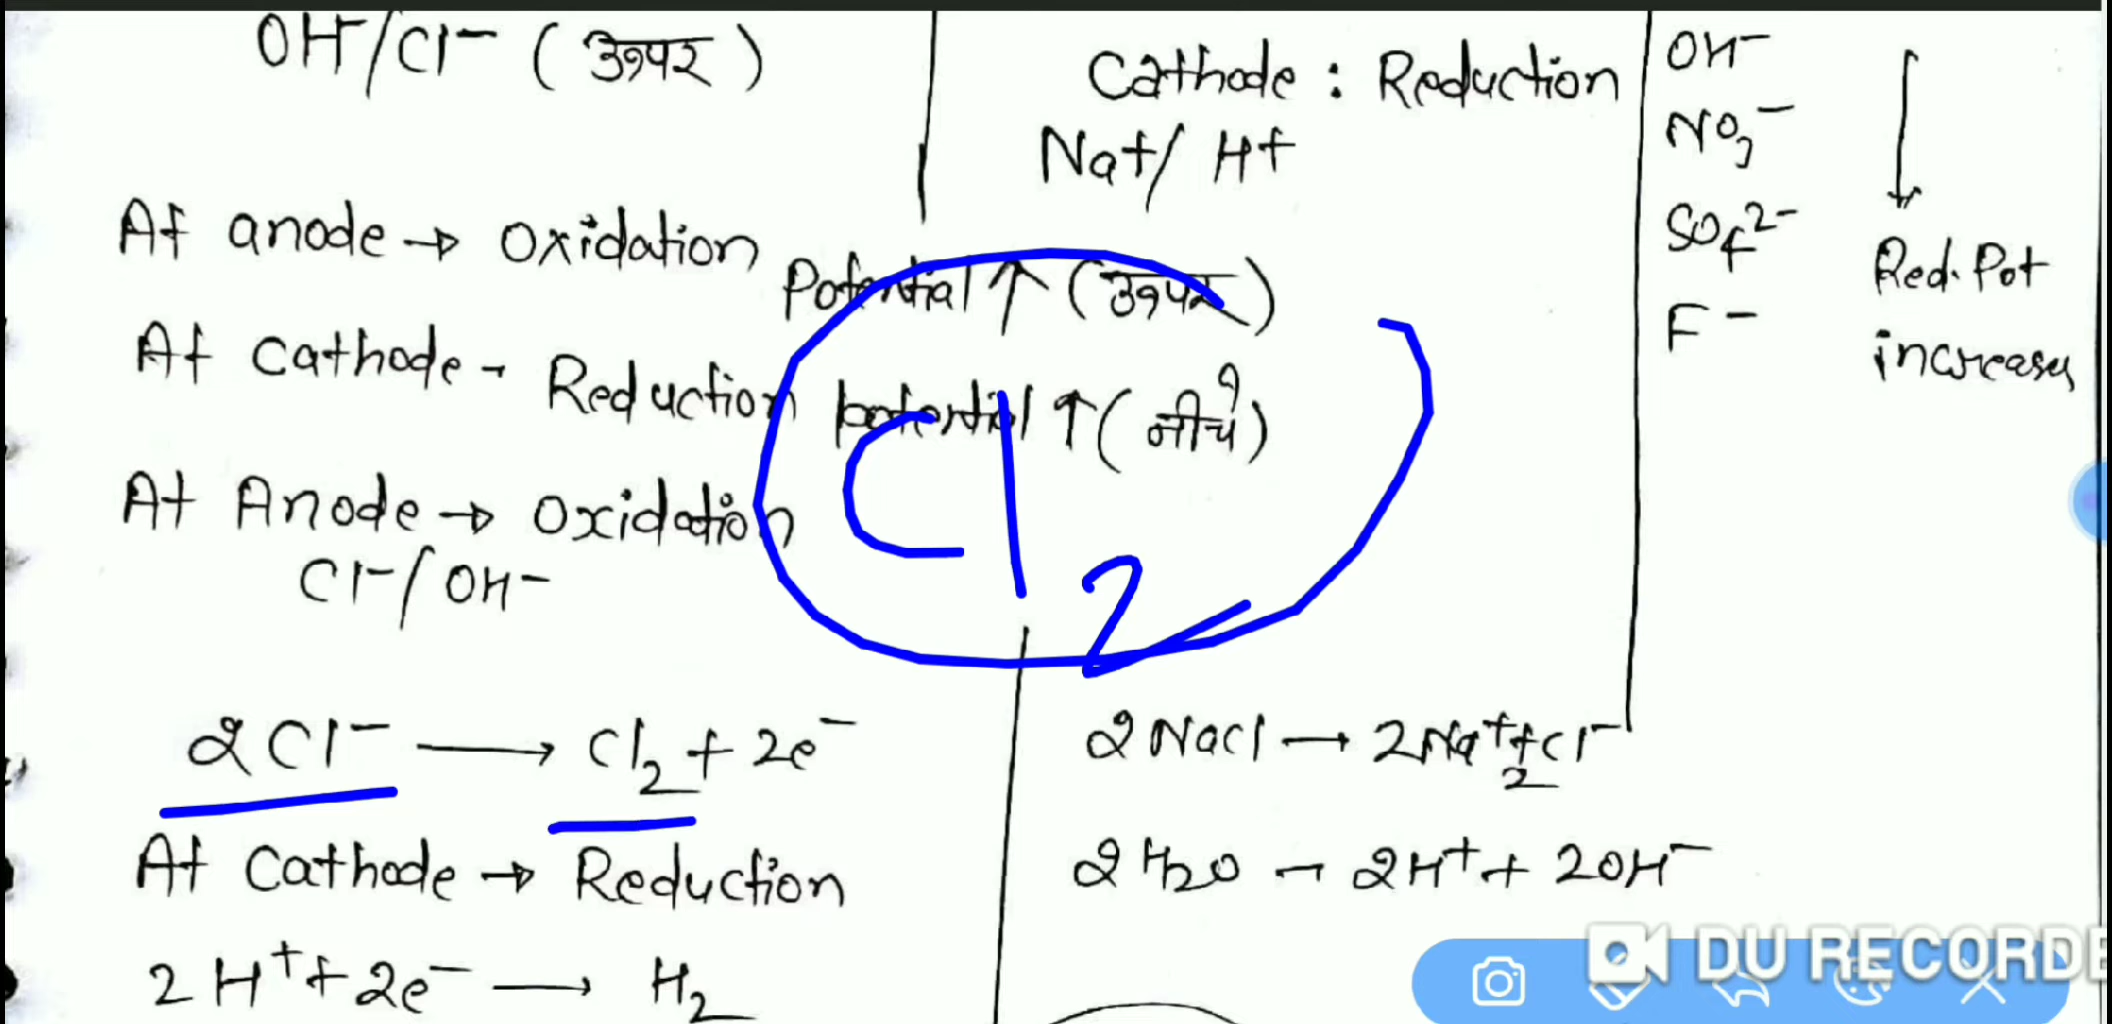 OH⁻/Cl⁻ (ऊपर)
Cathode : Reduction
Na+/ H+
At anode → Oxidation Potential ↑ (ऊपर)
At Cathode - Reduction potential ↑ (नीचे)
At Anode → Oxidation
Cl⁻/OH⁻
Cl2
2Cl⁻ → Cl₂ + 2e⁻
At Cathode → Reduction
2H⁺ + 2e⁻ — H₂
2NaCl → 2Na⁺ + 2Cl⁻
2H₂O → 2H⁺ + 2OH⁻
OH⁻
NO₃⁻
SO₄²⁻
F⁻
↓
Red. Pot
increases
DU RECORDE